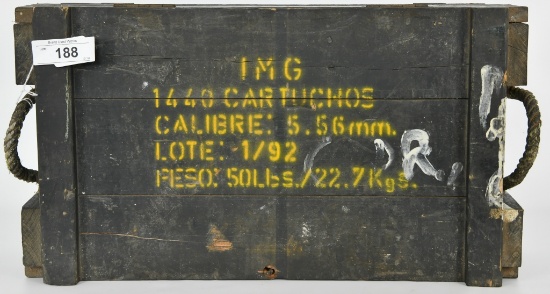 188
IMG
1440 CARTUCHOS
CALIBRE: 5.56mm.
LOTE: -1/92
PESO: 50Lbs./22.7Kgs.
R